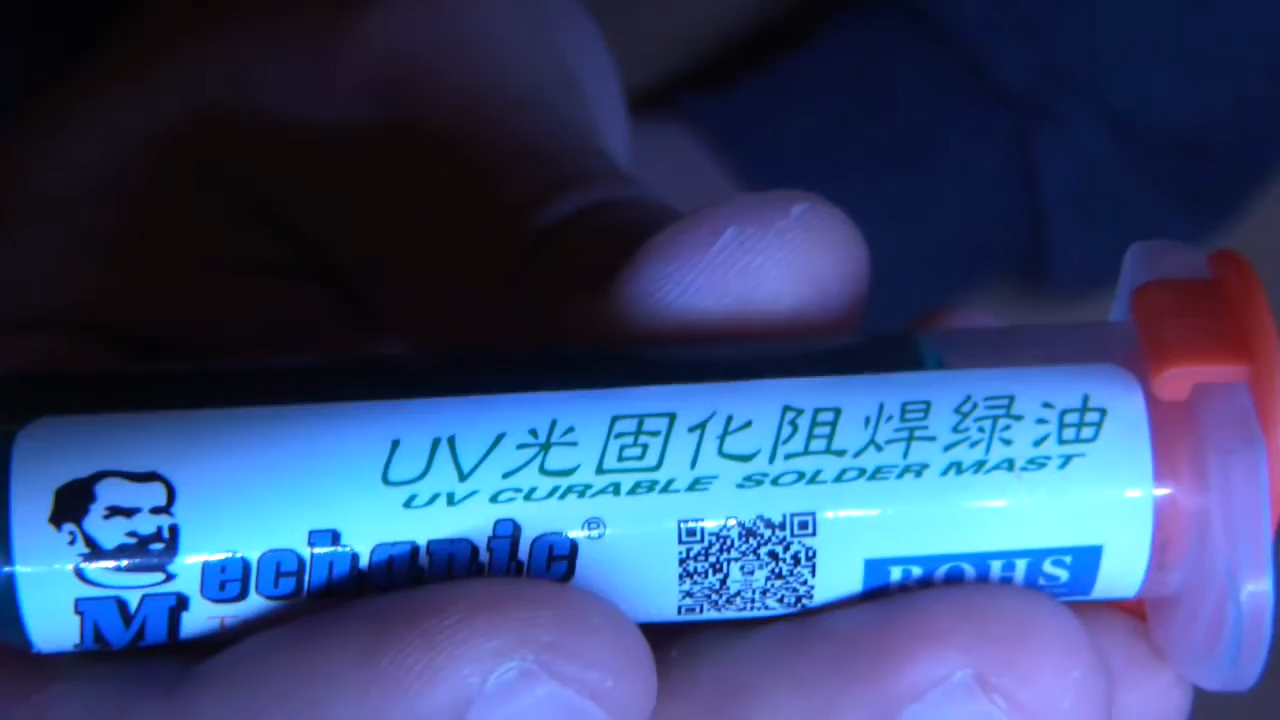 UV光固化阻焊绿油
UV CURABLE SOLDER MAST
Mechanic®
ROHS